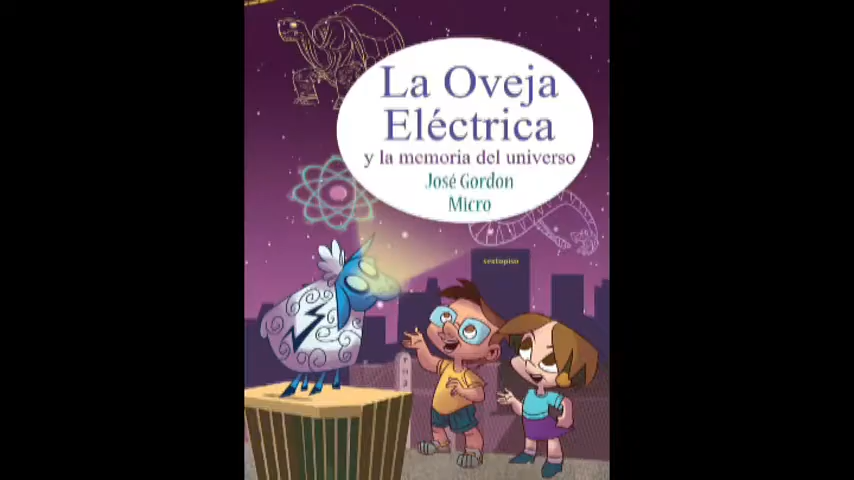 La Oveja
Eléctrica
y la memoria del universo
José Gordon
Micro
sextopiso